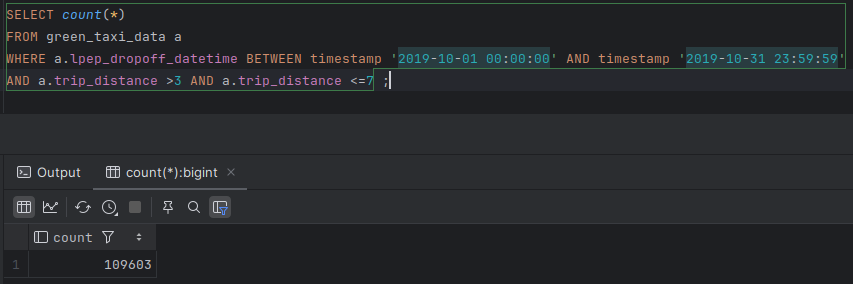 SELECT count(*)
FROM green_taxi_data a
WHERE a.lpep_dropoff_datetime BETWEEN timestamp '2019-10-01 00:00:00' AND timestamp '2019-10-31 23:59:59'
AND a.trip_distance >3 AND a.trip_distance <=7 ;
Output count(*):bigint
count
1 109603